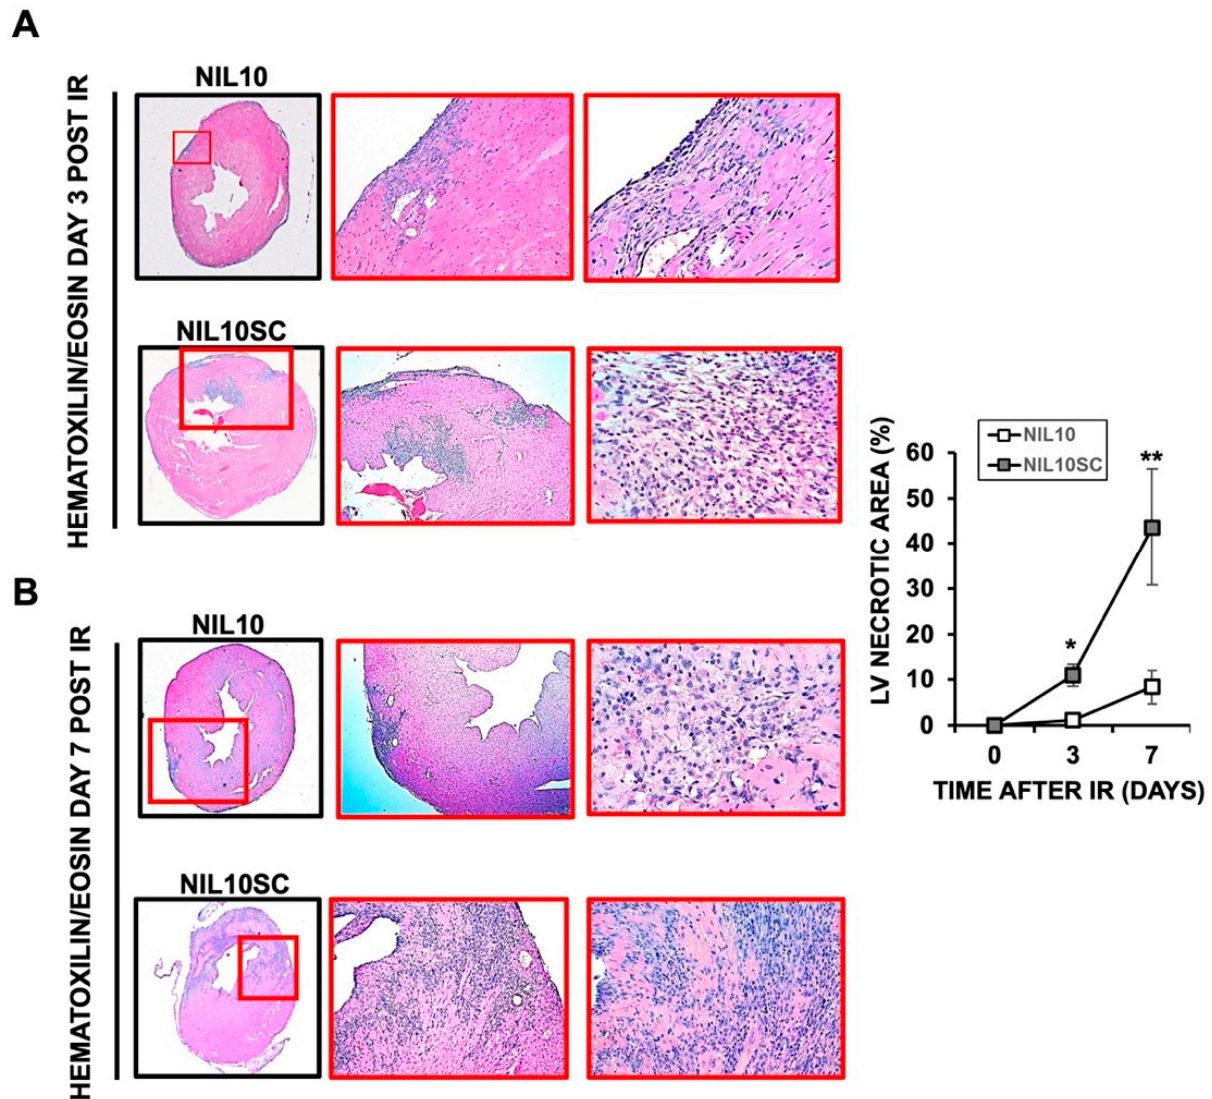 A
HEMATOXILIN/EOSIN DAY 3 POST IR
NIL10
NIL10SC
B
HEMATOXILIN/EOSIN DAY 7 POST IR
NIL10
NIL10SC
LV NECROTIC AREA (%)
NIL10
NIL10SC
60
50
40
30
20
10
0
*
**
0 3 7
TIME AFTER IR (DAYS)